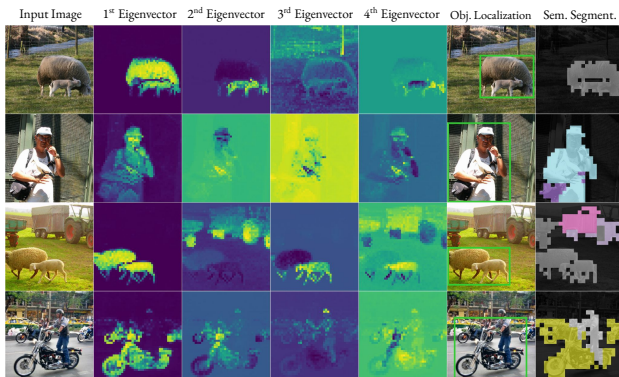 Input Image 1st Eigenvector 2nd Eigenvector 3rd Eigenvector 4th Eigenvector Obj. Localization Sem. Segment.